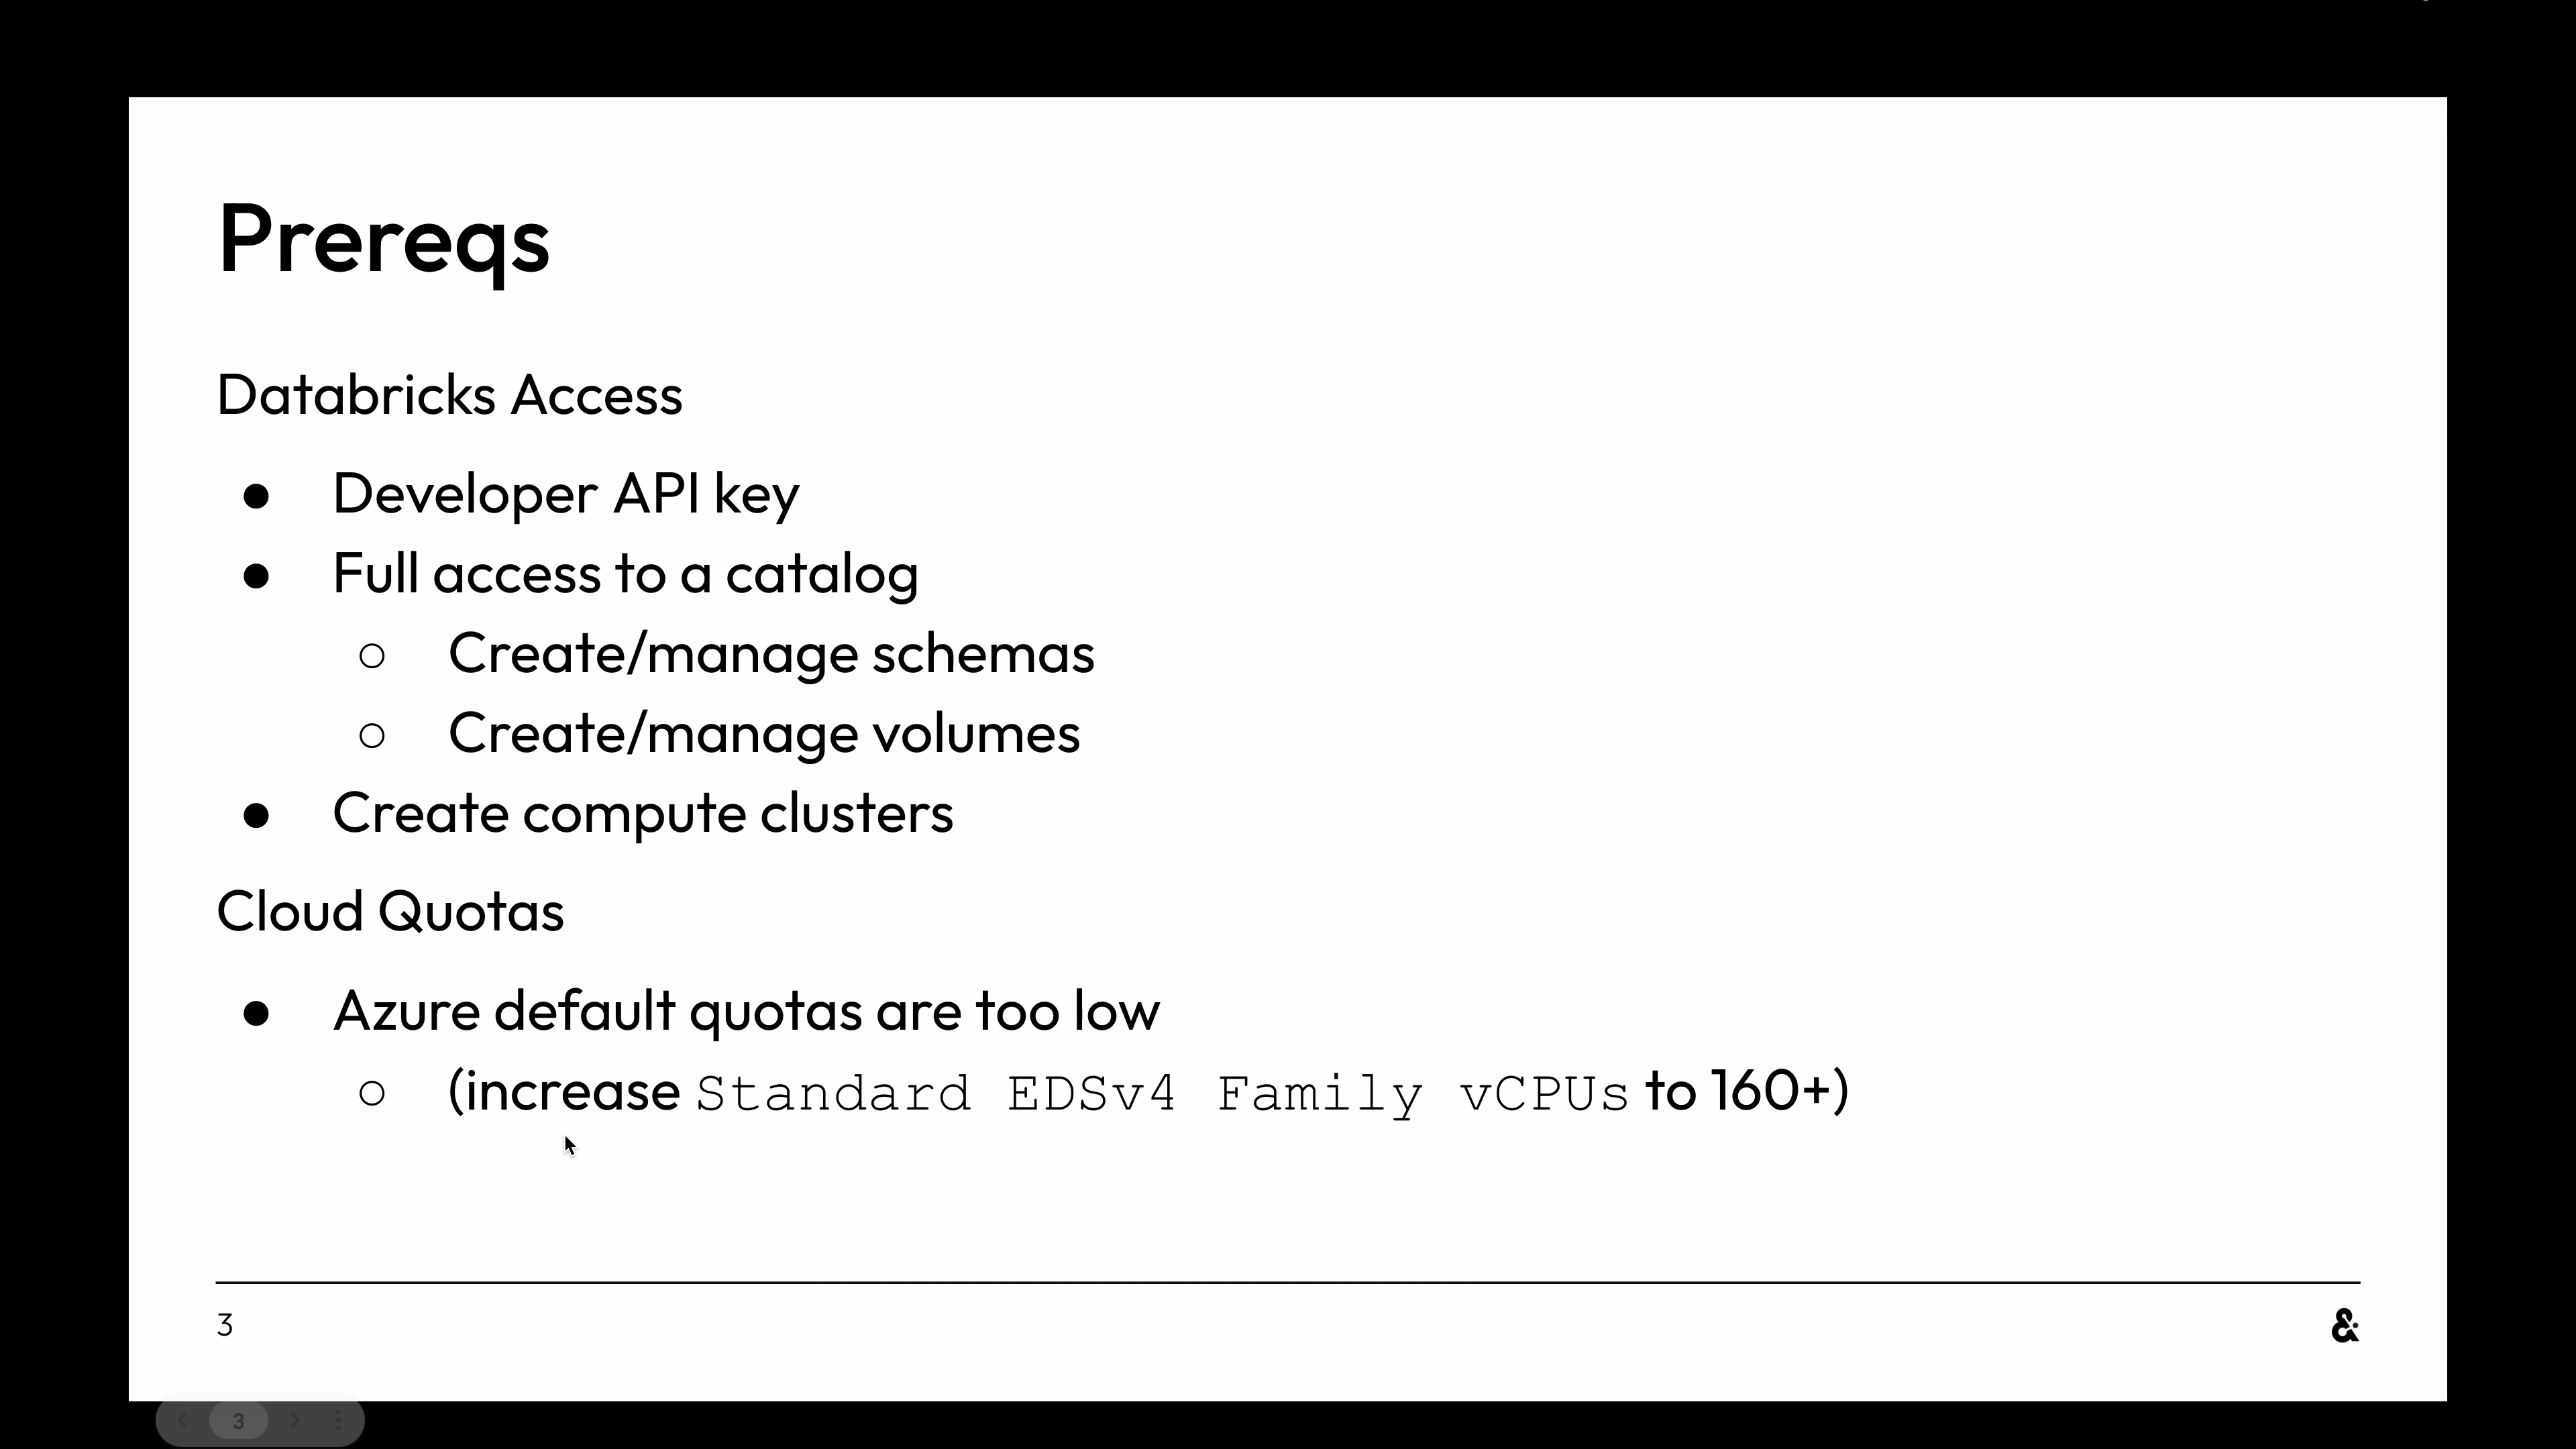 Prereqs
Databricks Access
● Developer API key
● Full access to a catalog
○ Create/manage schemas
○ Create/manage volumes
● Create compute clusters
Cloud Quotas
● Azure default quotas are too low
○ (increase Standard EDSv4 Family vCPUs to 160+)
3
&
3